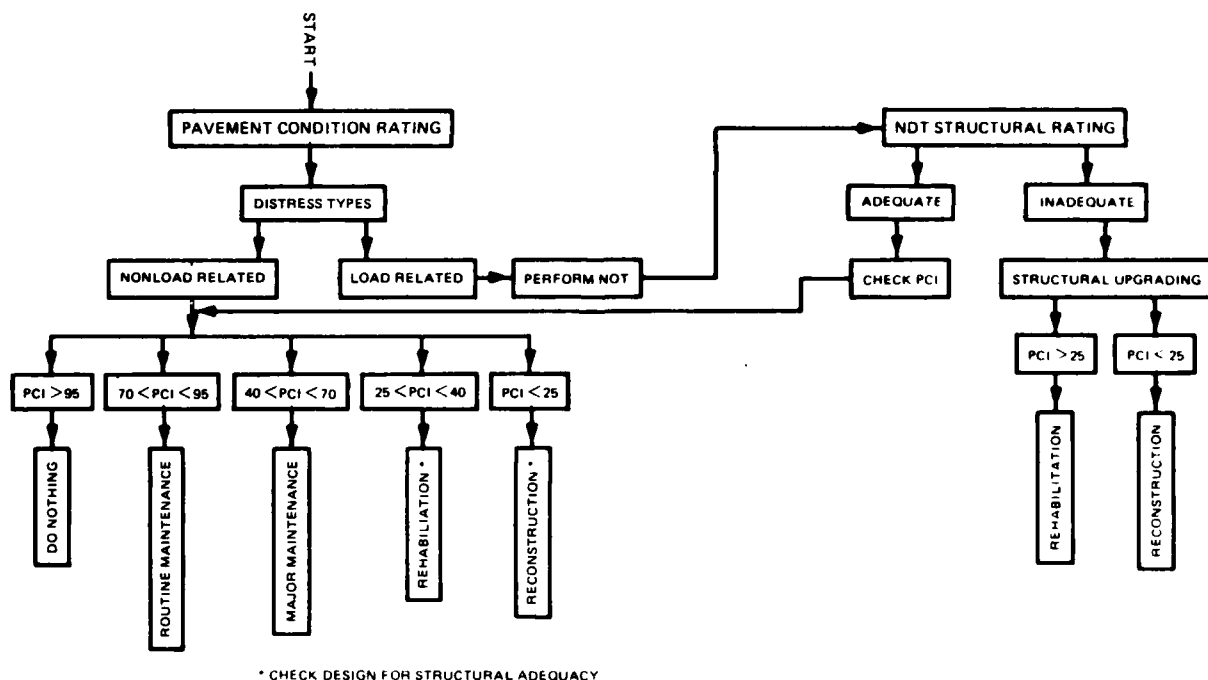 START
PAVEMENT CONDITION RATING
NDT STRUCTURAL RATING
DISTRESS TYPES
ADEQUATE
INADEQUATE
NONLOAD RELATED
LOAD RELATED
PERFORM NOT
CHECK PCI
STRUCTURAL UPGRADING
PCI > 25
PCI < 25
PCI > 95
70 < PCI < 95
40 < PCI < 70
25 < PCI < 40
PCI < 25
DO NOTHING
ROUTINE MAINTENANCE
MAJOR MAINTENANCE
REHABILIATION *
RECONSTRUCTION *
REHABILITATION
RECONSTRUCTION
* CHECK DESIGN FOR STRUCTURAL ADEQUACY